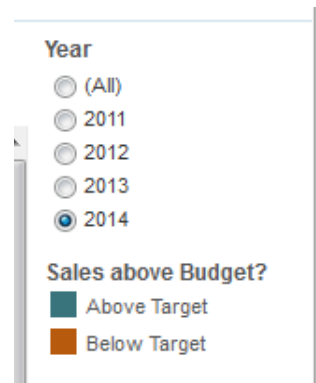 Year
(All)
2011
2012
2013
2014
Sales above Budget?
Above Target
Below Target